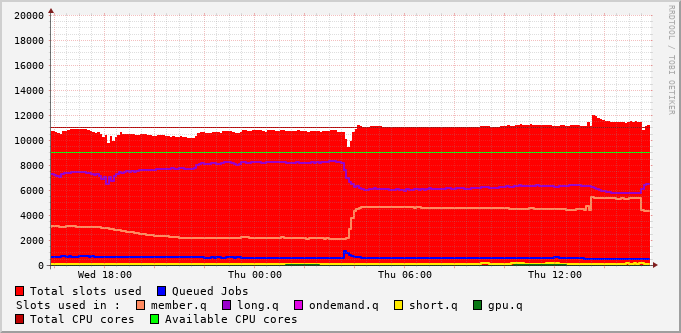 RRDTOOL / TOBI OETIKER
20000
18000
16000
14000
12000
10000
8000
6000
4000
2000
0
Wed 18:00 Thu 00:00 Thu 06:00 Thu 12:00
Total slots used Queued Jobs
Slots used in : member.q long.q ondemand.q short.q gpu.q
Total CPU cores Available CPU cores